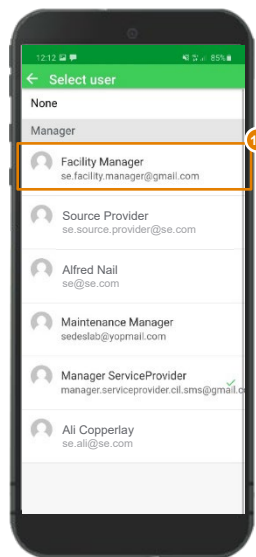 12:12 85%
← Select user
None
Manager
1
Facility Manager
se.facility.manager@gmail.com
Source Provider
se.source.provider@se.com
Alfred Nail
se@se.com
Maintenance Manager
sedeslab@yopmail.com
Manager ServiceProvider
manager.serviceprovider.cil.sms@gmail.c
Ali Copperlay
se.ali@se.com